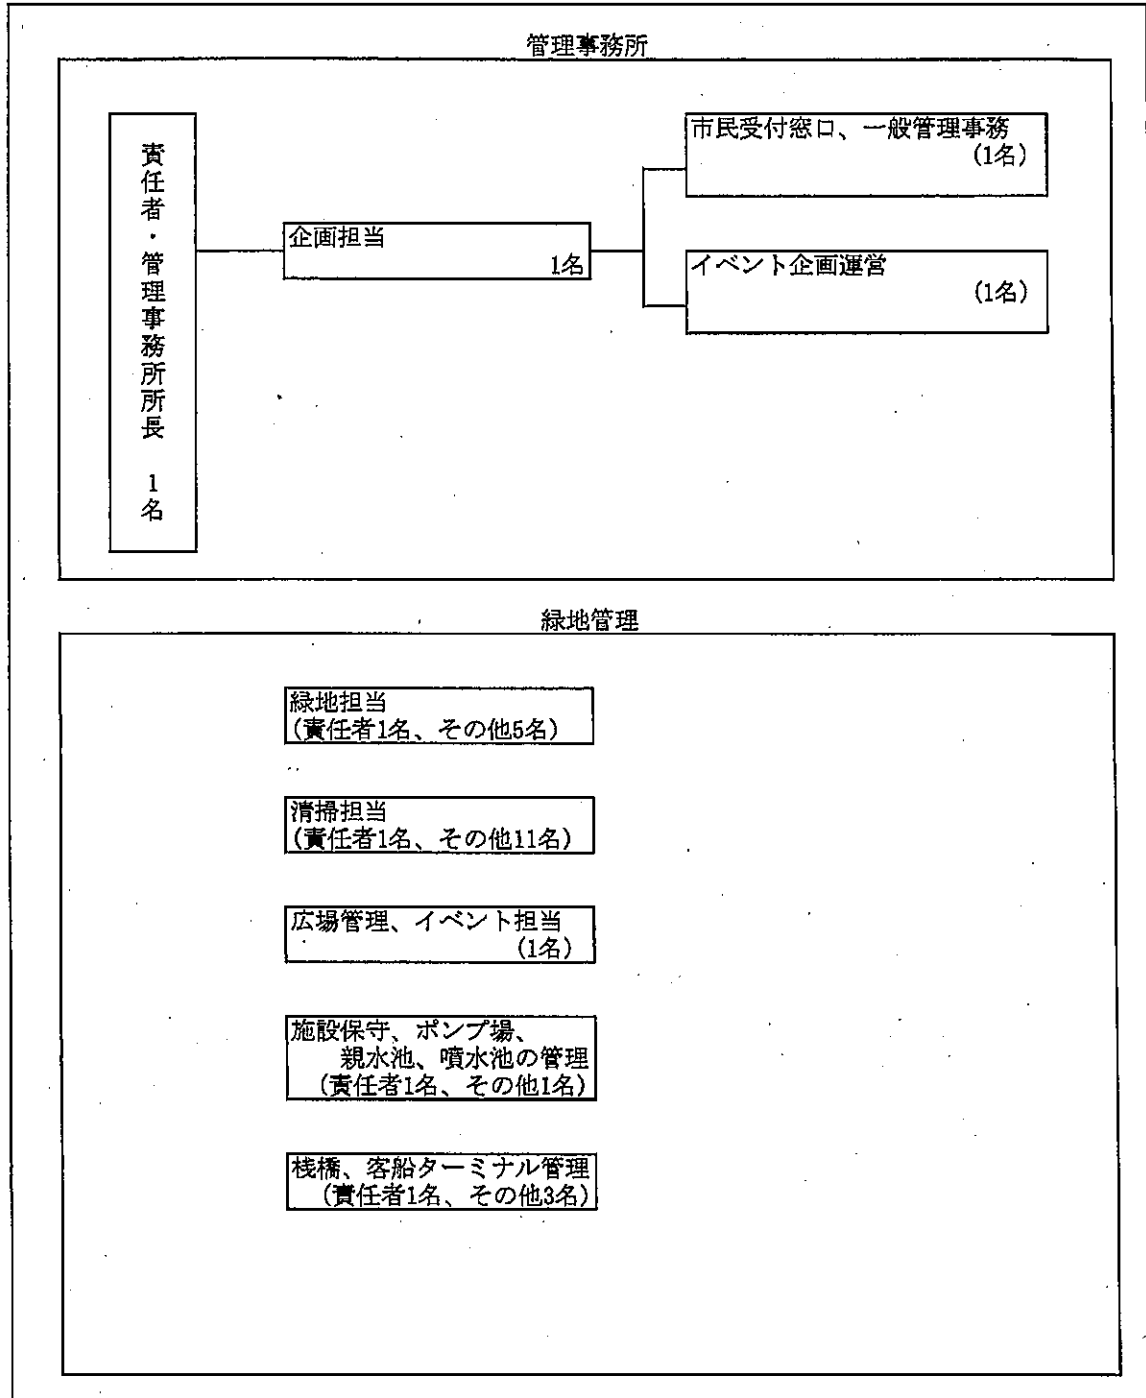 管理事務所
責任者・管理事務所所長 1名
企画担当
1名
市民受付窓口、一般管理事務
(1名)
イベント企画運営
(1名)
緑地管理
緑地担当
(責任者1名、その他5名)
清掃担当
(責任者1名、その他11名)
広場管理、イベント担当
(1名)
施設保守、ポンプ場、
親水池、噴水池の管理
(責任者1名、その他1名)
桟橋、客船ターミナル管理
(責任者1名、その他3名)